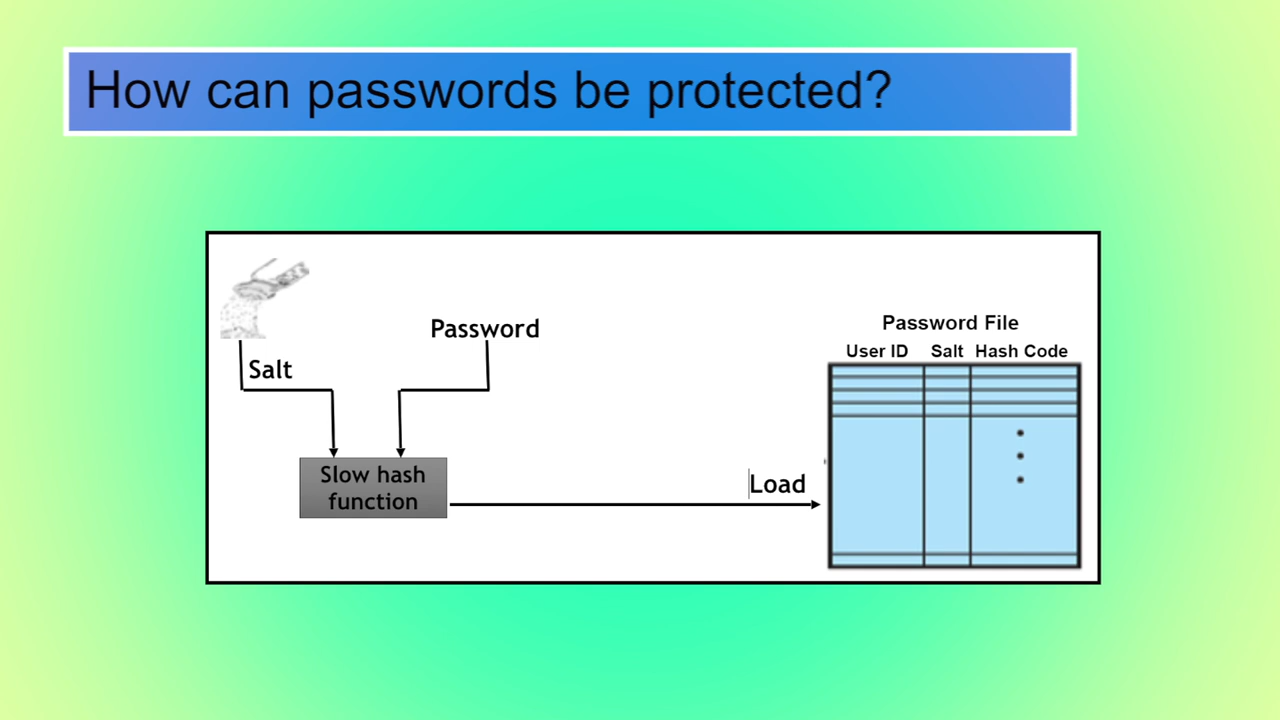 How can passwords be protected?
Password
Salt
Slow hash
function
Load
Password File
User ID Salt Hash Code